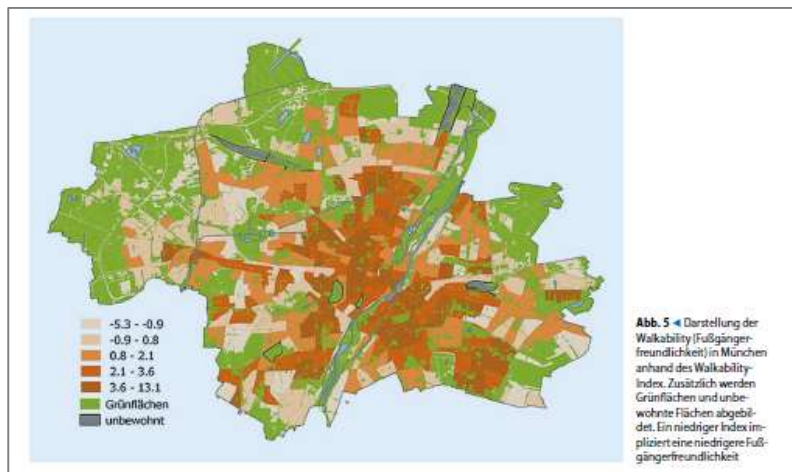 -5.3 - -0.9
-0.9 - 0.8
0.8 - 2.1
2.1 - 3.6
3.6 - 13.1
Grünflächen
unbewohnt
Abb. 5 ◄ Darstellung der
Walkability (Fußgänger-
freundlichkeit) in München
anhand des Walkability-
Index. Zusätzlich werden
Grünflächen und unbe-
wohnte Flächen abgebil-
det. Ein niedriger Index im-
pliziert eine niedrigere Fuß-
gängerfreundlichkeit